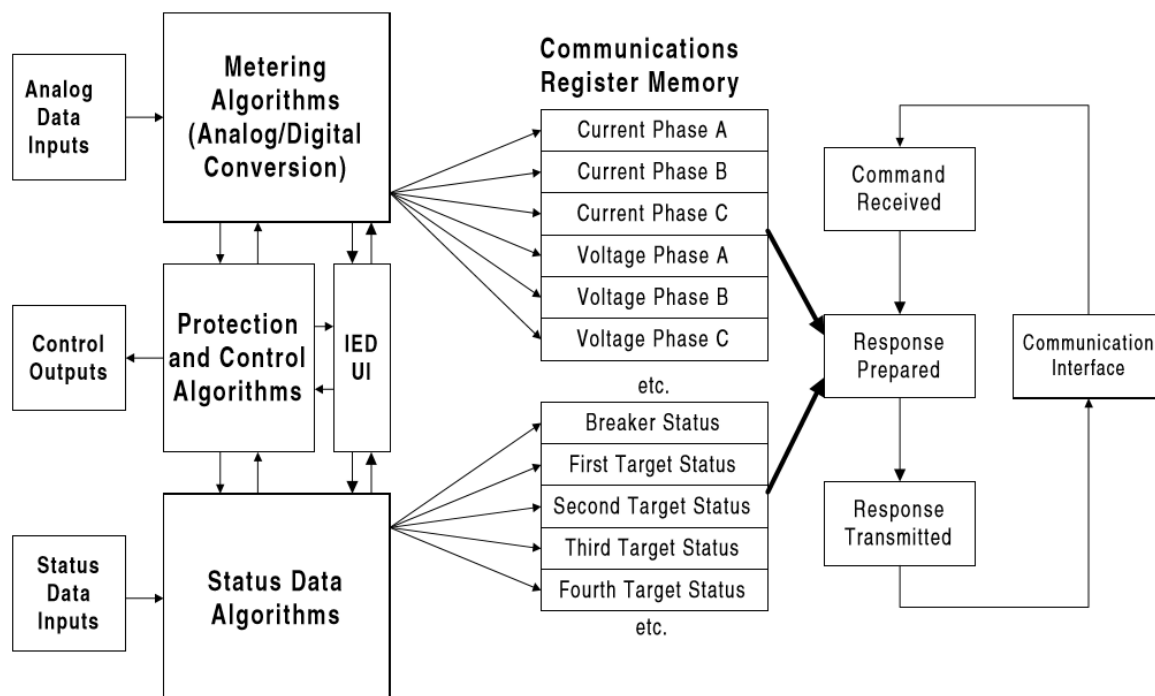 Analog
Data
Inputs
Metering
Algorithms
(Analog/Digital
Conversion)
Control
Outputs
Protection
and Control
Algorithms
IED
UI
Status
Data
Inputs
Status Data
Algorithms
Communications
Register Memory
Current Phase A
Current Phase B
Current Phase C
Voltage Phase A
Voltage Phase B
Voltage Phase C
etc.
Breaker Status
First Target Status
Second Target Status
Third Target Status
Fourth Target Status
etc.
Command
Received
Response
Prepared
Response
Transmitted
Communication
Interface